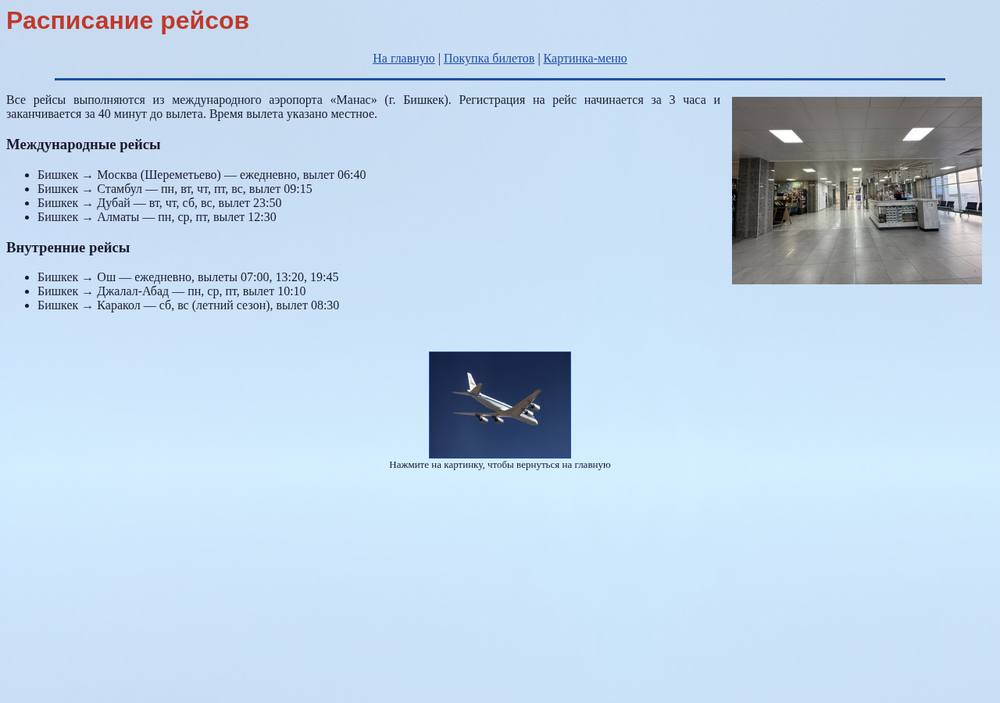 Расписание рейсов
На главную | Покупка билетов | Картинка-меню
Все рейсы выполняются из международного аэропорта «Манас» (г. Бишкек). Регистрация на рейс начинается за 3 часа и
заканчивается за 40 минут до вылета. Время вылета указано местное.
Международные рейсы
• Бишкек → Москва (Шереметьево) — ежедневно, вылет 06:40
• Бишкек → Стамбул — пн, вт, чт, пт, вс, вылет 09:15
• Бишкек → Дубай — вт, чт, сб, вс, вылет 23:50
• Бишкек → Алматы — пн, ср, пт, вылет 12:30
Внутренние рейсы
• Бишкек → Ош — ежедневно, вылеты 07:00, 13:20, 19:45
• Бишкек → Джалал-Абад — пн, ср, пт, вылет 10:10
• Бишкек → Каракол — сб, вс (летний сезон), вылет 08:30
Нажмите на картинку, чтобы вернуться на главную